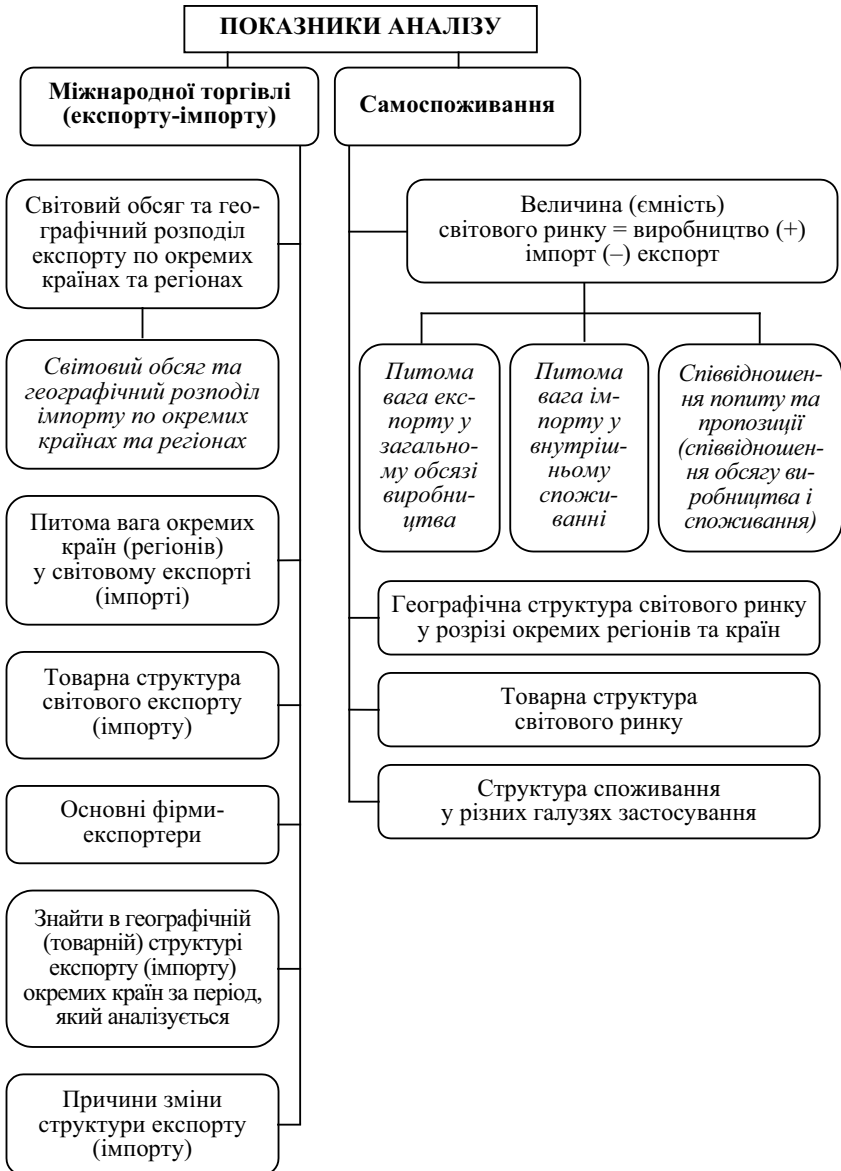 ПОКАЗНИКИ АНАЛІЗУ
Міжнародної торгівлі
(експорту-імпорту)
Самоспоживання
Світовий обсяг та гео-
графічний розподіл
експорту по окремих
країнах та регіонах
Світовий обсяг та
географічний розподіл
імпорту по окремих
країнах та регіонах
Питома вага окремих
країн (регіонів)
у світовому експорті
(імпорті)
Товарна структура
світового експорту
(імпорту)
Основні фірми-
експортери
Знайти в географічній
(товарній) структурі
експорту (імпорту)
окремих країн за період,
який аналізується
Причини зміни
структури експорту
(імпорту)
Величина (ємність)
світового ринку = виробництво (+)
імпорт (–) експорт
Питома
вага екс-
порту у
загально-
му обсязі
виробни-
цтва
Питома
вага ім-
порту у
внутріш-
ньому
спожи-
ванні
Співвідношен-
ня попиту та
пропозиції
(співвідношен-
ня обсягу ви-
робництва і
споживання)
Географічна структура світового ринку
у розрізі окремих регіонів та країн
Товарна структура
світового ринку
Структура споживання
у різних галузях застосування